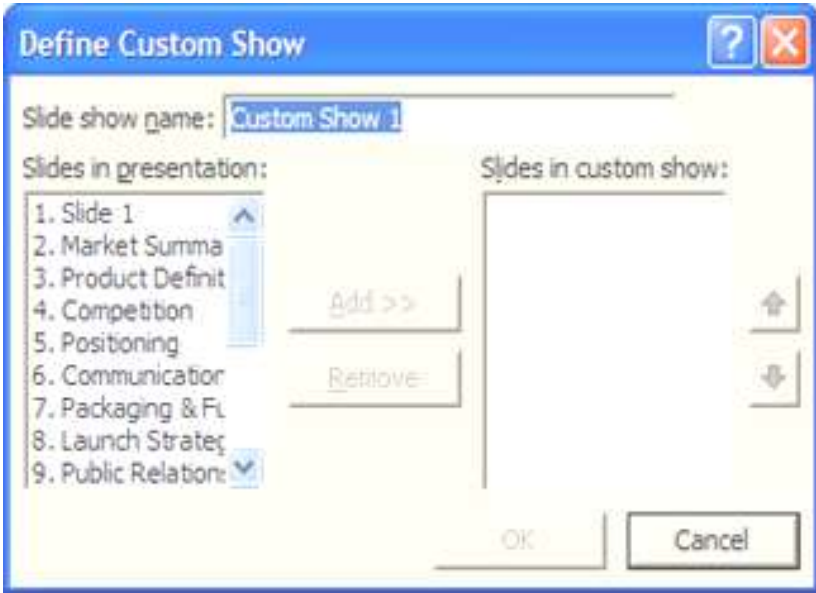 Define Custom Show
Slide show name: Custom Show 1
Slides in presentation:
Slides in custom show:
1. Slide 1
2. Market Summa
3. Product Definit
4. Competition
5. Positioning
6. Communication
7. Packaging & Fu
8. Launch Strateg
9. Public Relations
Add >>
Remove
OK
Cancel